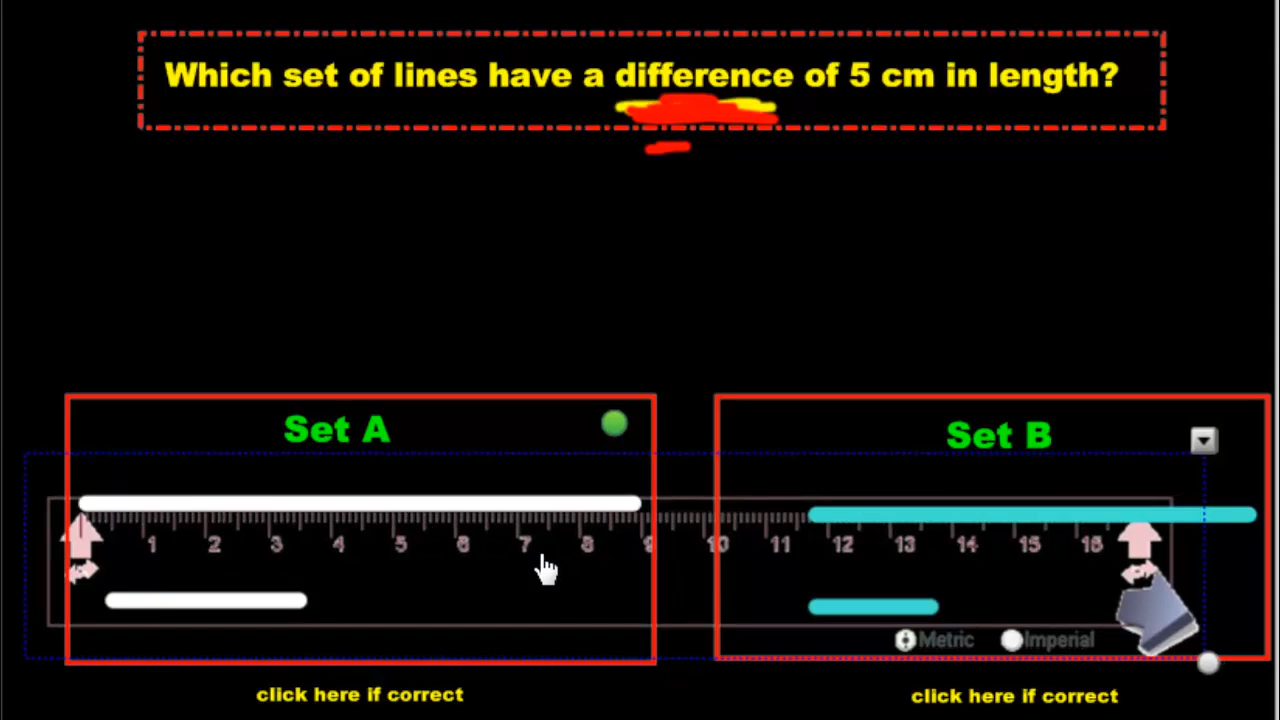 Which set of lines have a difference of 5 cm in length?
Set A
Set B
1 2 3 4 5 6 7 8 9 10 11 12 13 14 15 16
Metric Imperial
click here if correct
click here if correct